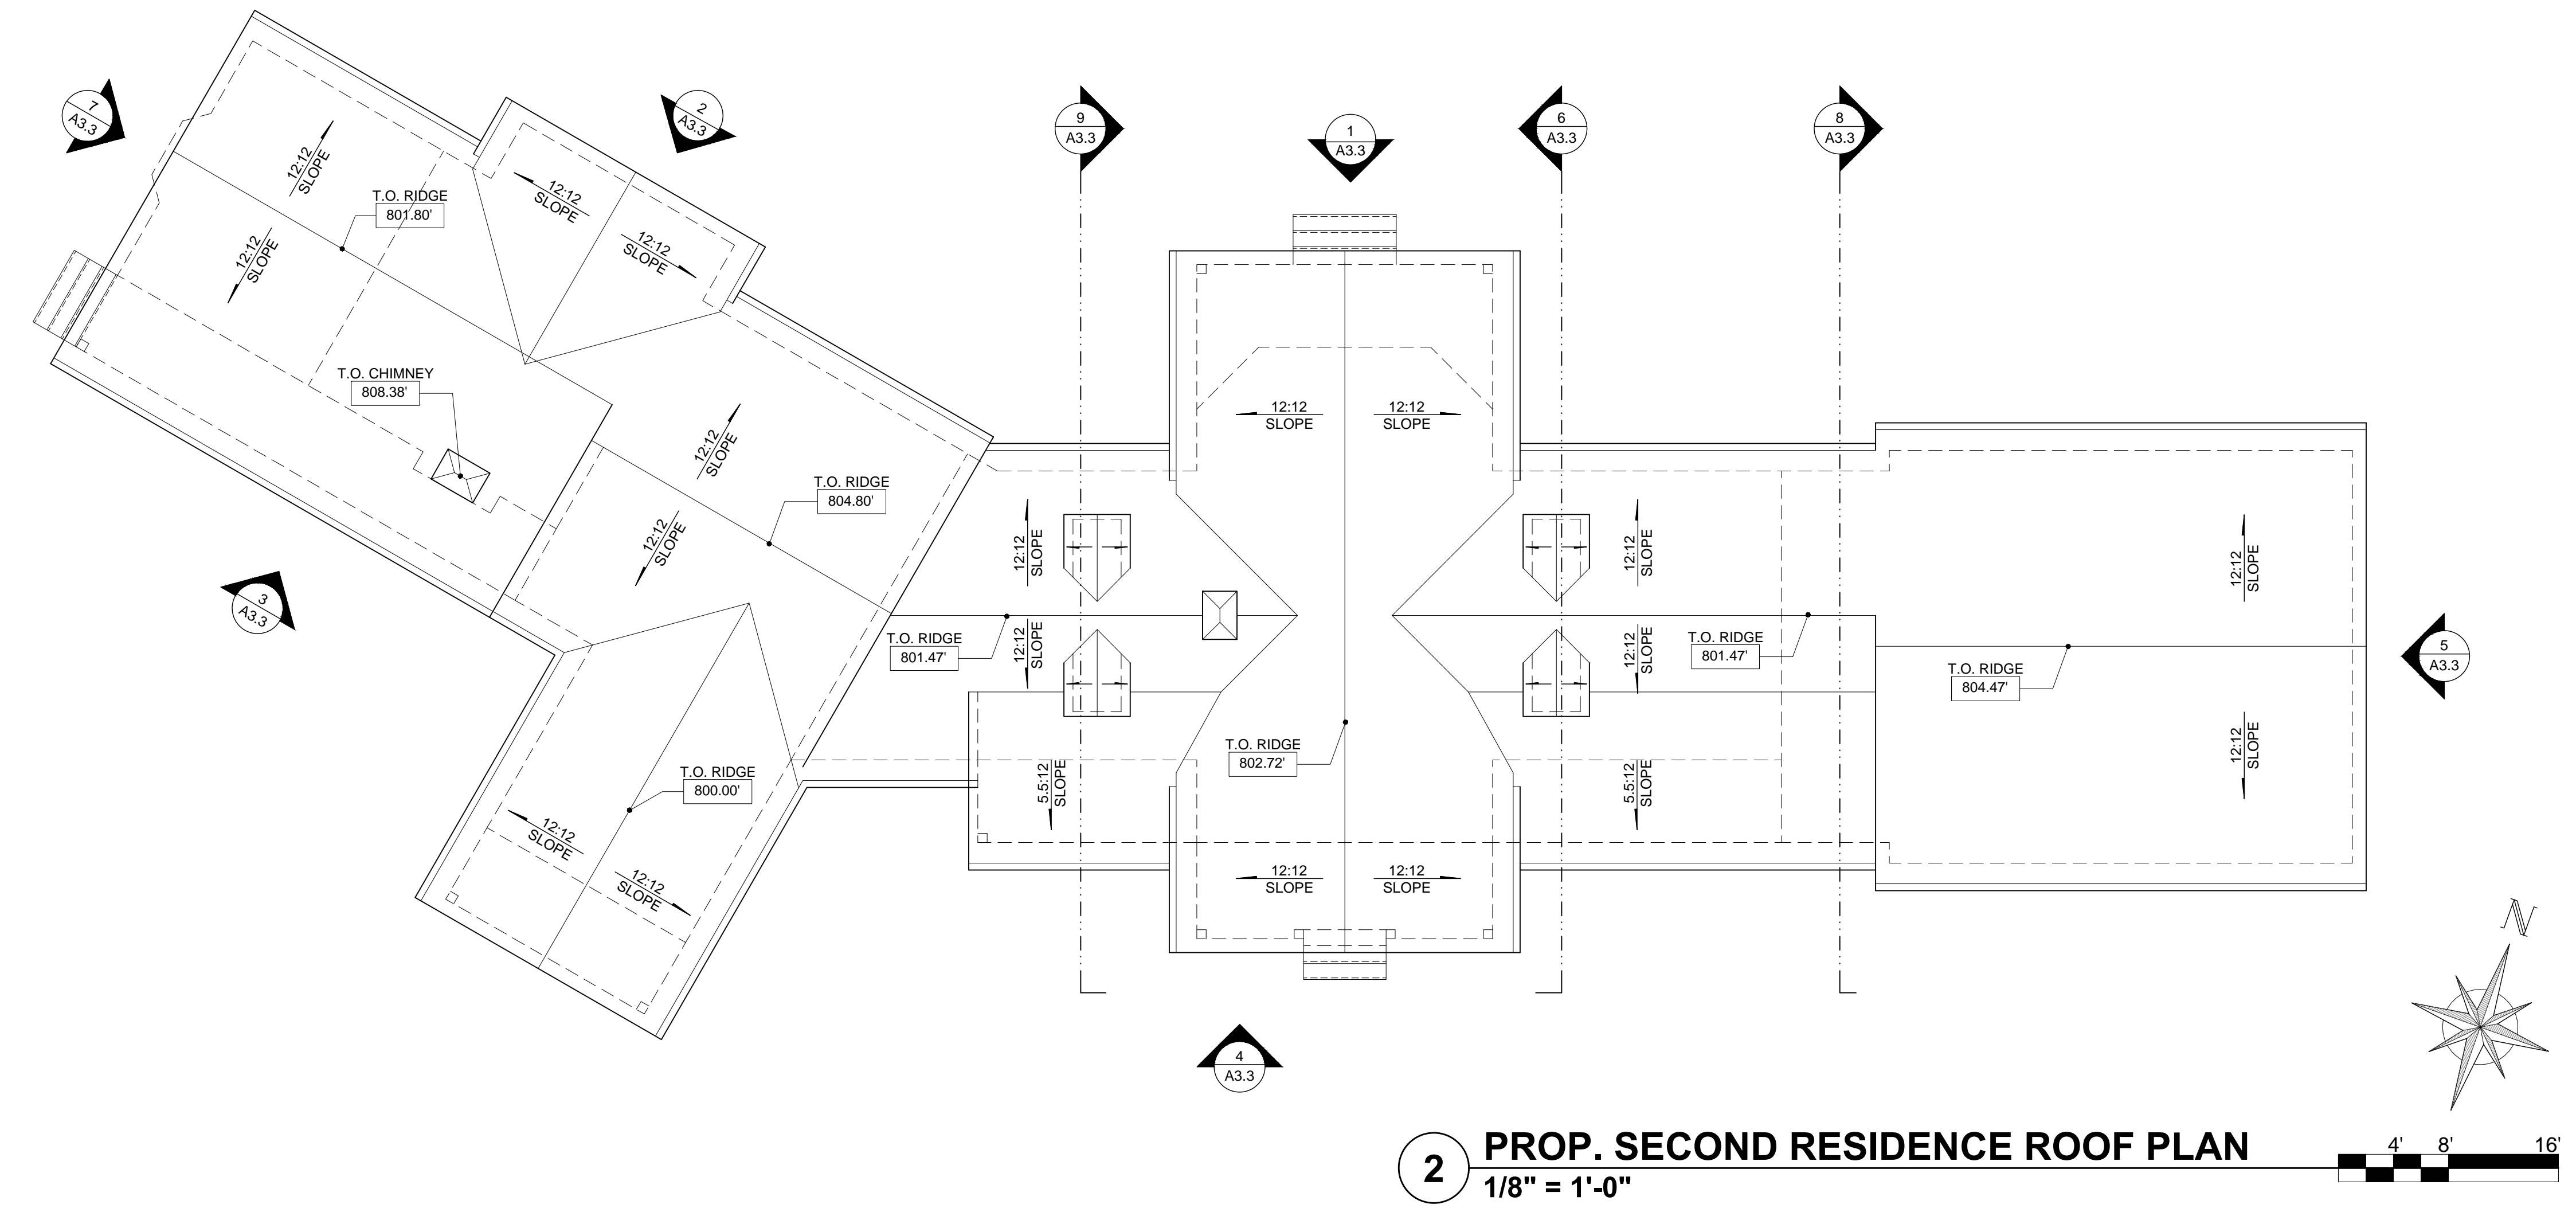 7
A3.3
2
A3.3
9
A3.3
1
A3.3
6
A3.3
8
A3.3
12:12
SLOPE
T.O. RIDGE
801.80'
12:12
SLOPE
12:12
SLOPE
12:12
SLOPE
T.O. CHIMNEY
808.38'
12:12
SLOPE
12:12
SLOPE
T.O. RIDGE
804.80'
12:12
SLOPE
12:12
SLOPE
12:12
SLOPE
12:12
SLOPE
12:12
SLOPE
12:12
SLOPE
3
A3.3
T.O. RIDGE
801.47'
12:12
SLOPE
12:12
SLOPE
T.O. RIDGE
801.47'
T.O. RIDGE
804.47'
5
A3.3
T.O. RIDGE
800.00'
T.O. RIDGE
802.72'
5.5:12
SLOPE
5.5:12
SLOPE
12:12
SLOPE
12:12
SLOPE
12:12
SLOPE
12:12
SLOPE
12:12
SLOPE
N
4
A3.3
2
PROP. SECOND RESIDENCE ROOF PLAN
1/8" = 1'-0"
4' 8' 16'